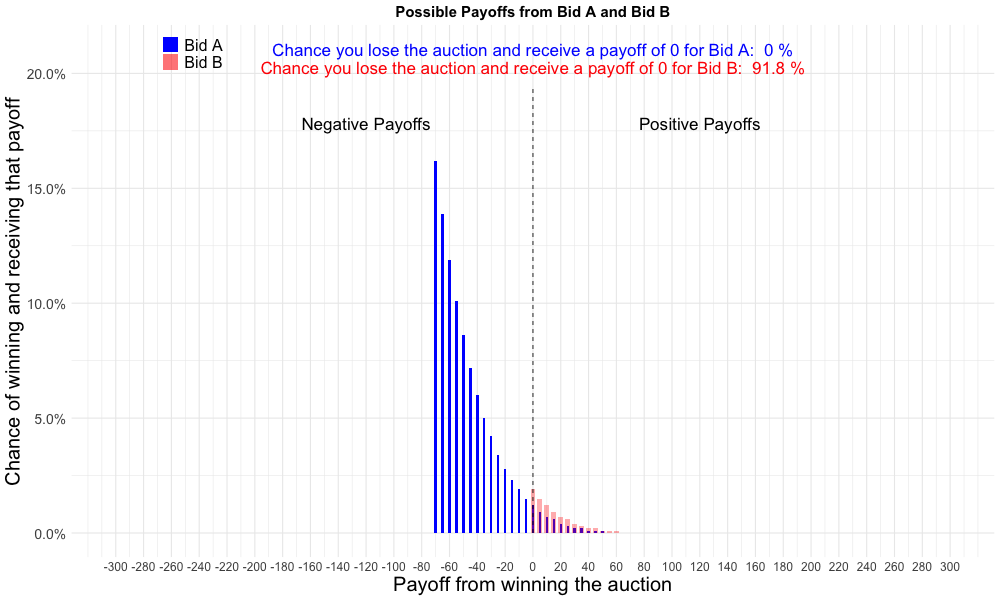 Possible Payoffs from Bid A and Bid B
Bid A
Bid B
Chance you lose the auction and receive a payoff of 0 for Bid A:  0 %
Chance you lose the auction and receive a payoff of 0 for Bid B:  91.8 %
Negative Payoffs
Positive Payoffs
Chance of winning and receiving that payoff
20.0%
15.0%
10.0%
5.0%
0.0%
-300 -280 -260 -240 -220 -200 -180 -160 -140 -120 -100 -80 -60 -40 -20 0 20 40 60 80 100 120 140 160 180 200 220 240 260 280 300
Payoff from winning the auction